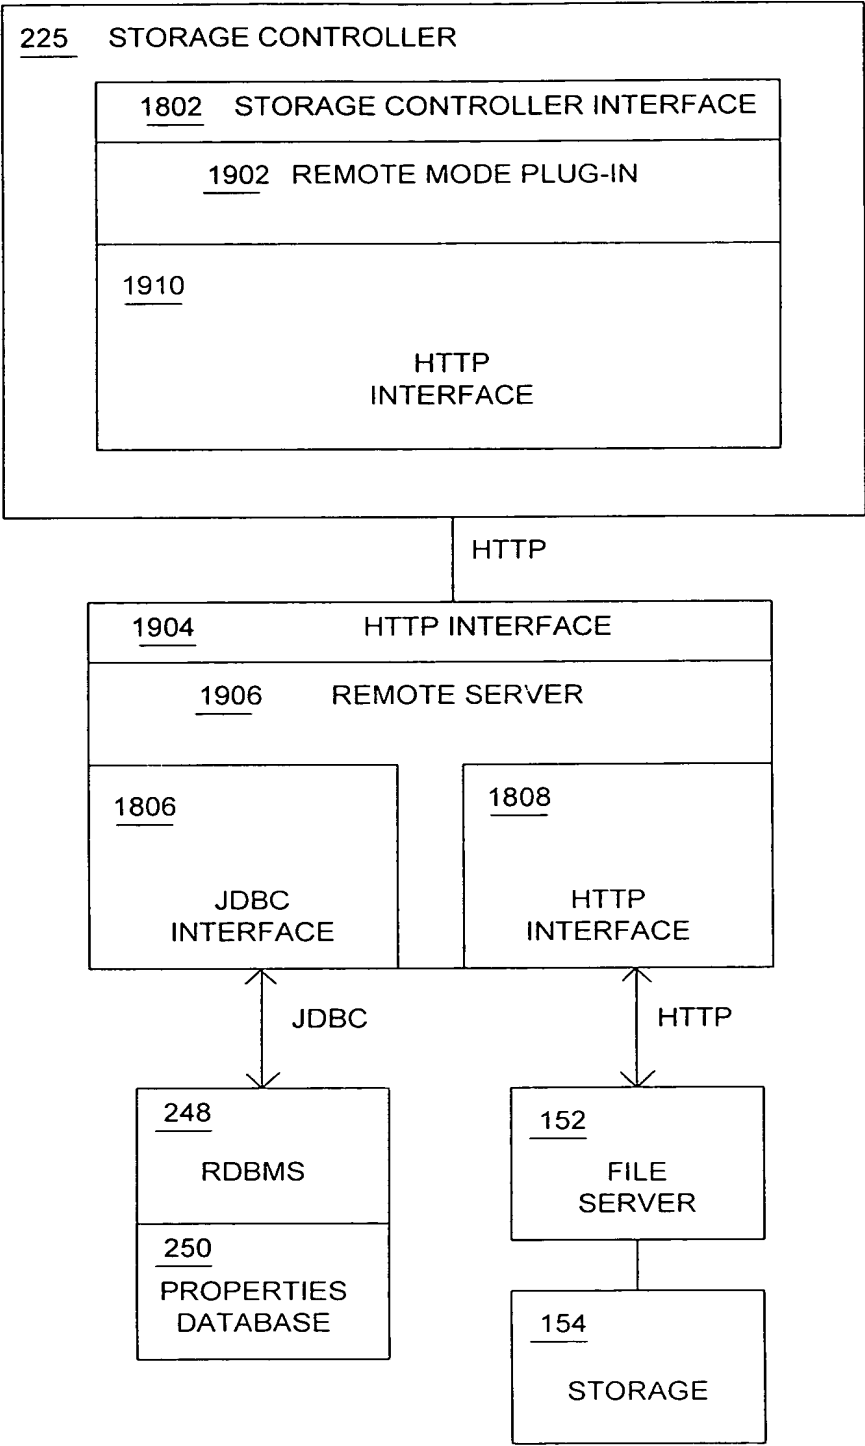 225 STORAGE CONTROLLER
1802 STORAGE CONTROLLER INTERFACE
1902 REMOTE MODE PLUG-IN
1910
HTTP
INTERFACE
HTTP
1904 HTTP INTERFACE
1906 REMOTE SERVER
1806
JDBC
INTERFACE
1808
HTTP
INTERFACE
JDBC
HTTP
248
RDBMS
250
PROPERTIES
DATABASE
152
FILE
SERVER
154
STORAGE